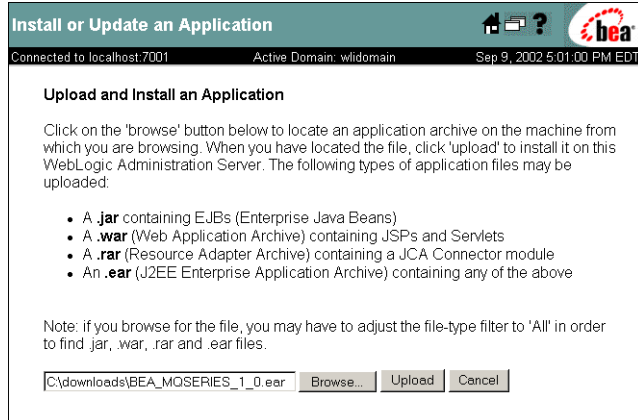 Install or Update an Application
? bea
Connected to localhost:7001 Active Domain: wlidomain Sep 9, 2002 5:01:00 PM EDT
Upload and Install an Application
Click on the 'browse' button below to locate an application archive on the machine from
which you are browsing. When you have located the file, click 'upload' to install it on this
WebLogic Administration Server. The following types of application files may be
uploaded:
• A .jar containing EJBs (Enterprise Java Beans)
• A .war (Web Application Archive) containing JSPs and Servlets
• A .rar (Resource Adapter Archive) containing a JCA Connector module
• An .ear (J2EE Enterprise Application Archive) containing any of the above
Note: if you browse for the file, you may have to adjust the file-type filter to 'All' in order
to find .jar, .war, .rar and .ear files.
C:\downloads\BEA_MQSERIES_1_0.ear Browse... Upload Cancel